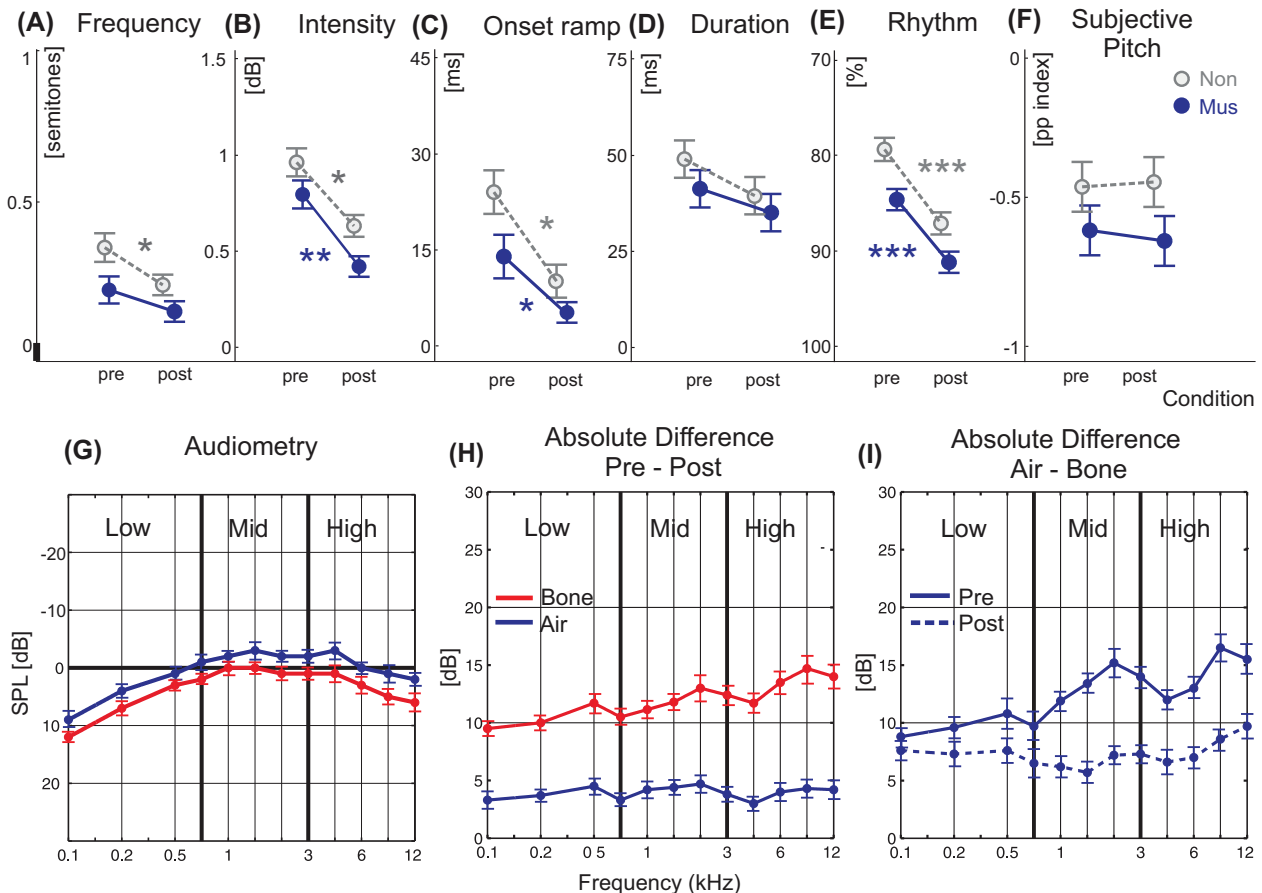 (A) Frequency
[semitones]
1
0.5
0
pre post
*
(B) Intensity
[dB]
1.5
1
0.5
0
pre post
*
**
(C) Onset ramp
[ms]
45
30
15
0
pre post
*
*
(D) Duration
[ms]
75
50
25
0
pre post
(E) Rhythm
[%]
70
80
90
100
pre post
***
***
(F) Subjective
Pitch
[pp index]
0
-0.5
-1
Non
Mus
pre post
Condition
(G) Audiometry
Low Mid High
SPL [dB]
-20
-10
0
10
20
0.1 0.2 0.5 1 3 6 12
(H) Absolute Difference
Pre - Post
Low Mid High
Bone
Air
[dB]
30
25
20
15
10
5
0
0.1 0.2 0 5 1 3 6 12
Frequency (kHz)
(I) Absolute Difference
Air - Bone
Low Mid High
Pre
Post
[dB]
30
25
20
15
10
5
0
0.1 0.2 0.5 1 3 6 12